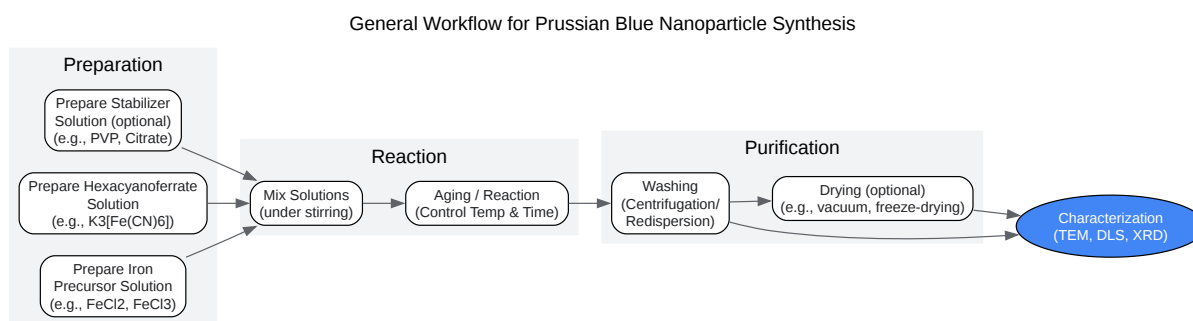 General Workflow for Prussian Blue Nanoparticle Synthesis
Preparation
Prepare Stabilizer
Solution (optional)
(e.g., PVP, Citrate)
Prepare Hexacyanoferrate
Solution
(e.g., K3[Fe(CN)6])
Prepare Iron
Precursor Solution
(e.g., FeCl2, FeCl3)
Reaction
Mix Solutions
(under stirring)
Aging / Reaction
(Control Temp & Time)
Purification
Washing
(Centrifugation/
Redispersion)
Drying (optional)
(e.g., vacuum, freeze-drying)
Characterization
(TEM, DLS, XRD)